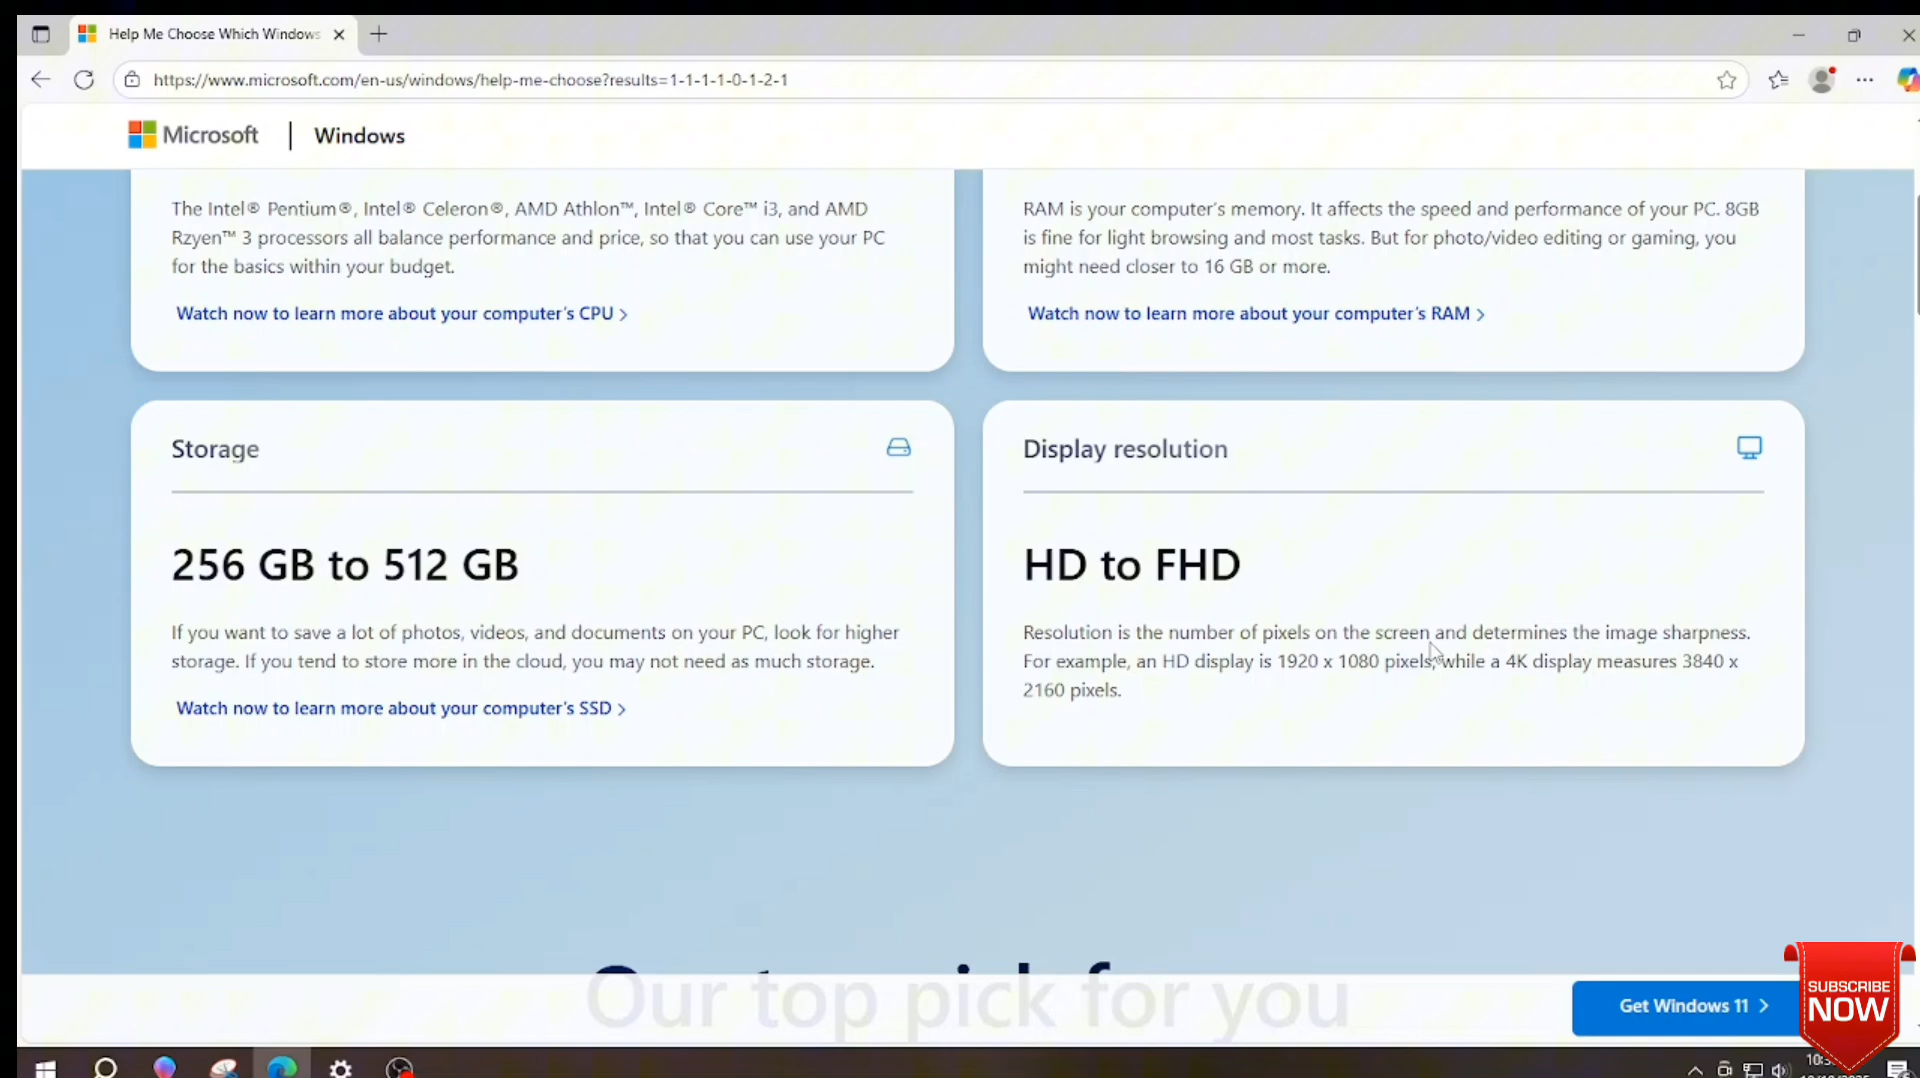 Help Me Choose Which Windows
https://www.microsoft.com/en-us/windows/help-me-choose?results=1-1-1-1-0-1-2-1
Microsoft | Windows
The Intel® Pentium®, Intel® Celeron®, AMD Athlon™, Intel® Core™ i3, and AMD
Rzyen™ 3 processors all balance performance and price, so that you can use your PC
for the basics within your budget.
Watch now to learn more about your computer's CPU >
RAM is your computer's memory. It affects the speed and performance of your PC. 8GB
is fine for light browsing and most tasks. But for photo/video editing or gaming, you
might need closer to 16 GB or more.
Watch now to learn more about your computer's RAM >
Storage
256 GB to 512 GB
If you want to save a lot of photos, videos, and documents on your PC, look for higher
storage. If you tend to store more in the cloud, you may not need as much storage.
Watch now to learn more about your computer's SSD >
Display resolution
HD to FHD
Resolution is the number of pixels on the screen and determines the image sharpness.
For example, an HD display is 1920 x 1080 pixels, while a 4K display measures 3840 x
2160 pixels.
Our top pick for you
Get Windows 11 >
SUBSCRIBE
NOW